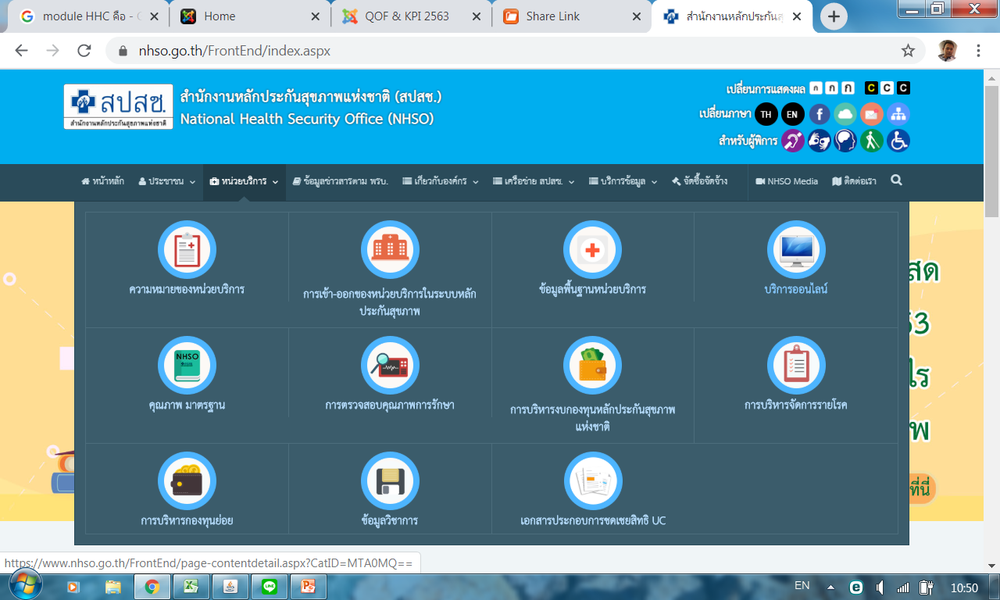 module HHC คือ - G
Home
QOF & KPI 2563
Share Link
สำนักงานหลักประกันสุ
nhso.go.th/FrontEnd/index.aspx
สปสช.
สำนักงานหลักประกันสุขภาพแห่งชาติ
สำนักงานหลักประกันสุขภาพแห่งชาติ (สปสช.)
National Health Security Office (NHSO)
เปลี่ยนการแสดงผล ก ก ก C C C
เปลี่ยนภาษา TH EN
สำหรับผู้พิการ
หน้าหลัก ประชาชน หน่วยบริการ ข้อมูลข่าวสารตาม พรบ. เกี่ยวกับองค์กร เครือข่าย สปสช. บริการข้อมูล จัดซื้อจัดจ้าง NHSO Media ติดต่อเรา
ความหมายของหน่วยบริการ
การเข้า-ออกของหน่วยบริการในระบบหลัก
ประกันสุขภาพ
ข้อมูลพื้นฐานหน่วยบริการ
บริการออนไลน์
NHSO
คุณภาพ มาตรฐาน
การตรวจสอบคุณภาพการรักษา
การบริหารงบกองทุนหลักประกันสุขภาพ
แห่งชาติ
การบริหารจัดการรายโรค
การบริหารกองทุนย่อย
ข้อมูลวิชาการ
เอกสารประกอบการชดเชยสิทธิ UC
สด
63
ไร
พ
ที่นี่
https://www.nhso.go.th/FrontEnd/page-contentdetail.aspx?CatID=MTA0MQ==
EN
10:50